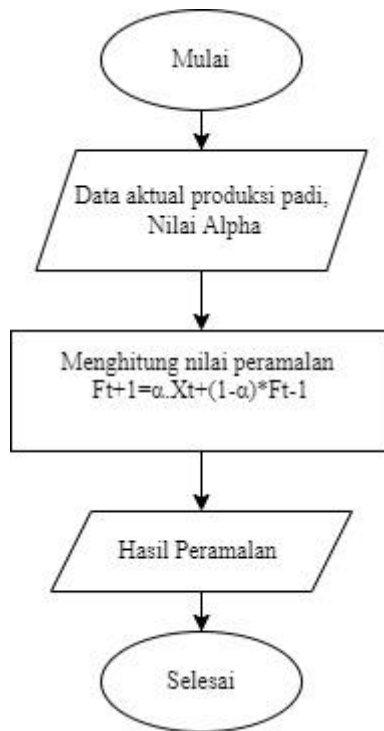 Mulai
Data aktual produksi padi,
Nilai Alpha
Menghitung nilai peramalan
Ft+1=α.Xt+(1-α)*Ft-1
Hasil Peramalan
Selesai